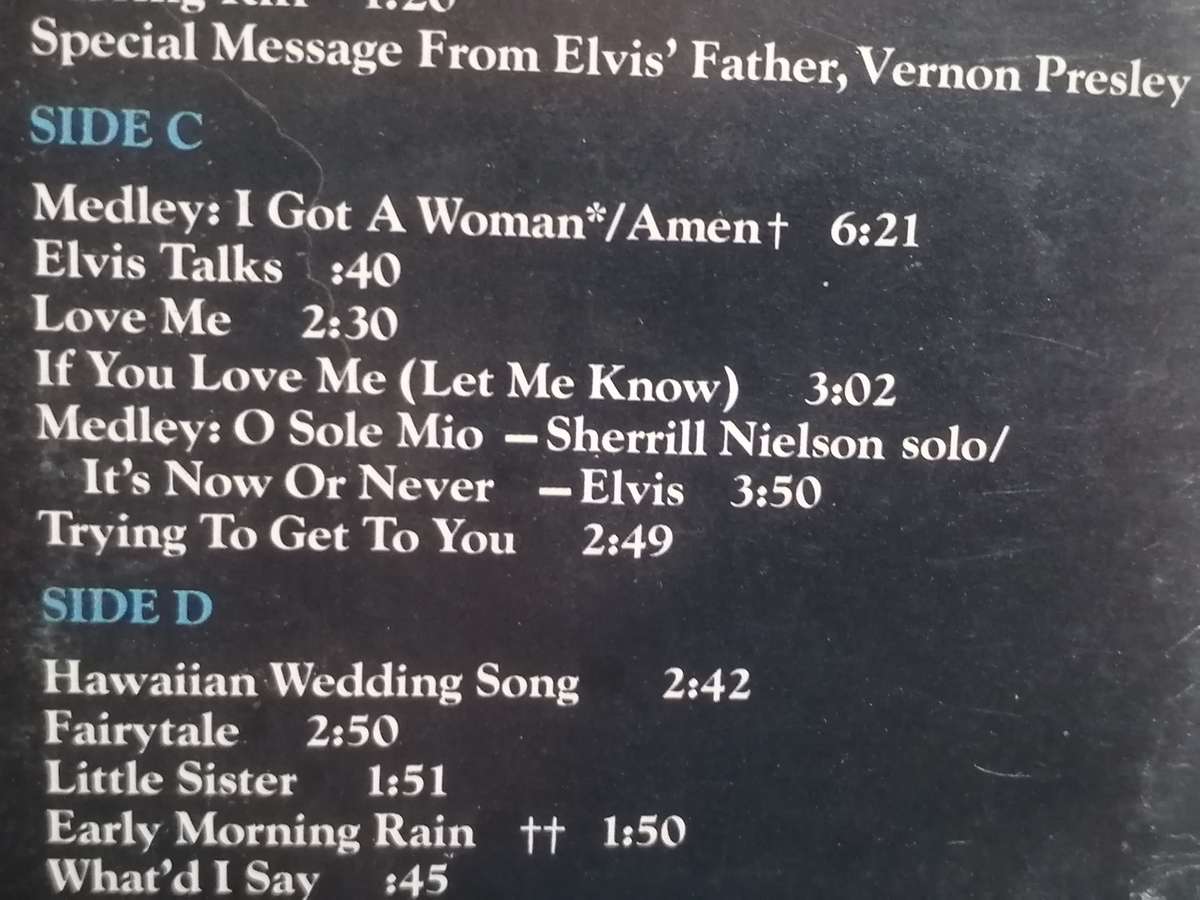 Special Message From Elvis' Father, Vernon Presley
SIDE C
Medley: I Got A Woman*/Amen† 6:21
Elvis Talks :40
Love Me 2:30
If You Love Me (Let Me Know) 3:02
Medley: O Sole Mio — Sherrill Nielson solo/
It's Now Or Never — Elvis 3:50
Trying To Get To You 2:49
SIDE D
Hawaiian Wedding Song 2:42
Fairytale 2:50
Little Sister 1:51
Early Morning Rain †† 1:50
What'd I Say :45